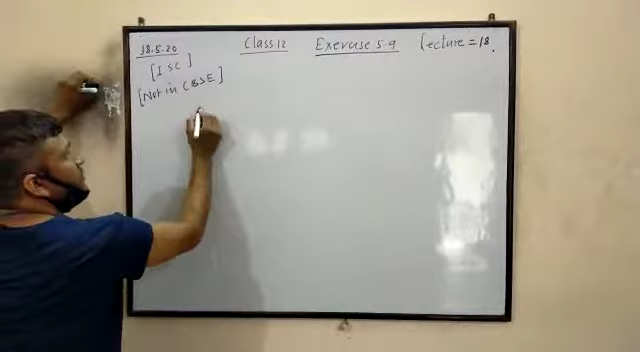 18.5.20 Class 12 Exercise 5.9 Lecture = 18.
[ISC]
[Not in CBSE]